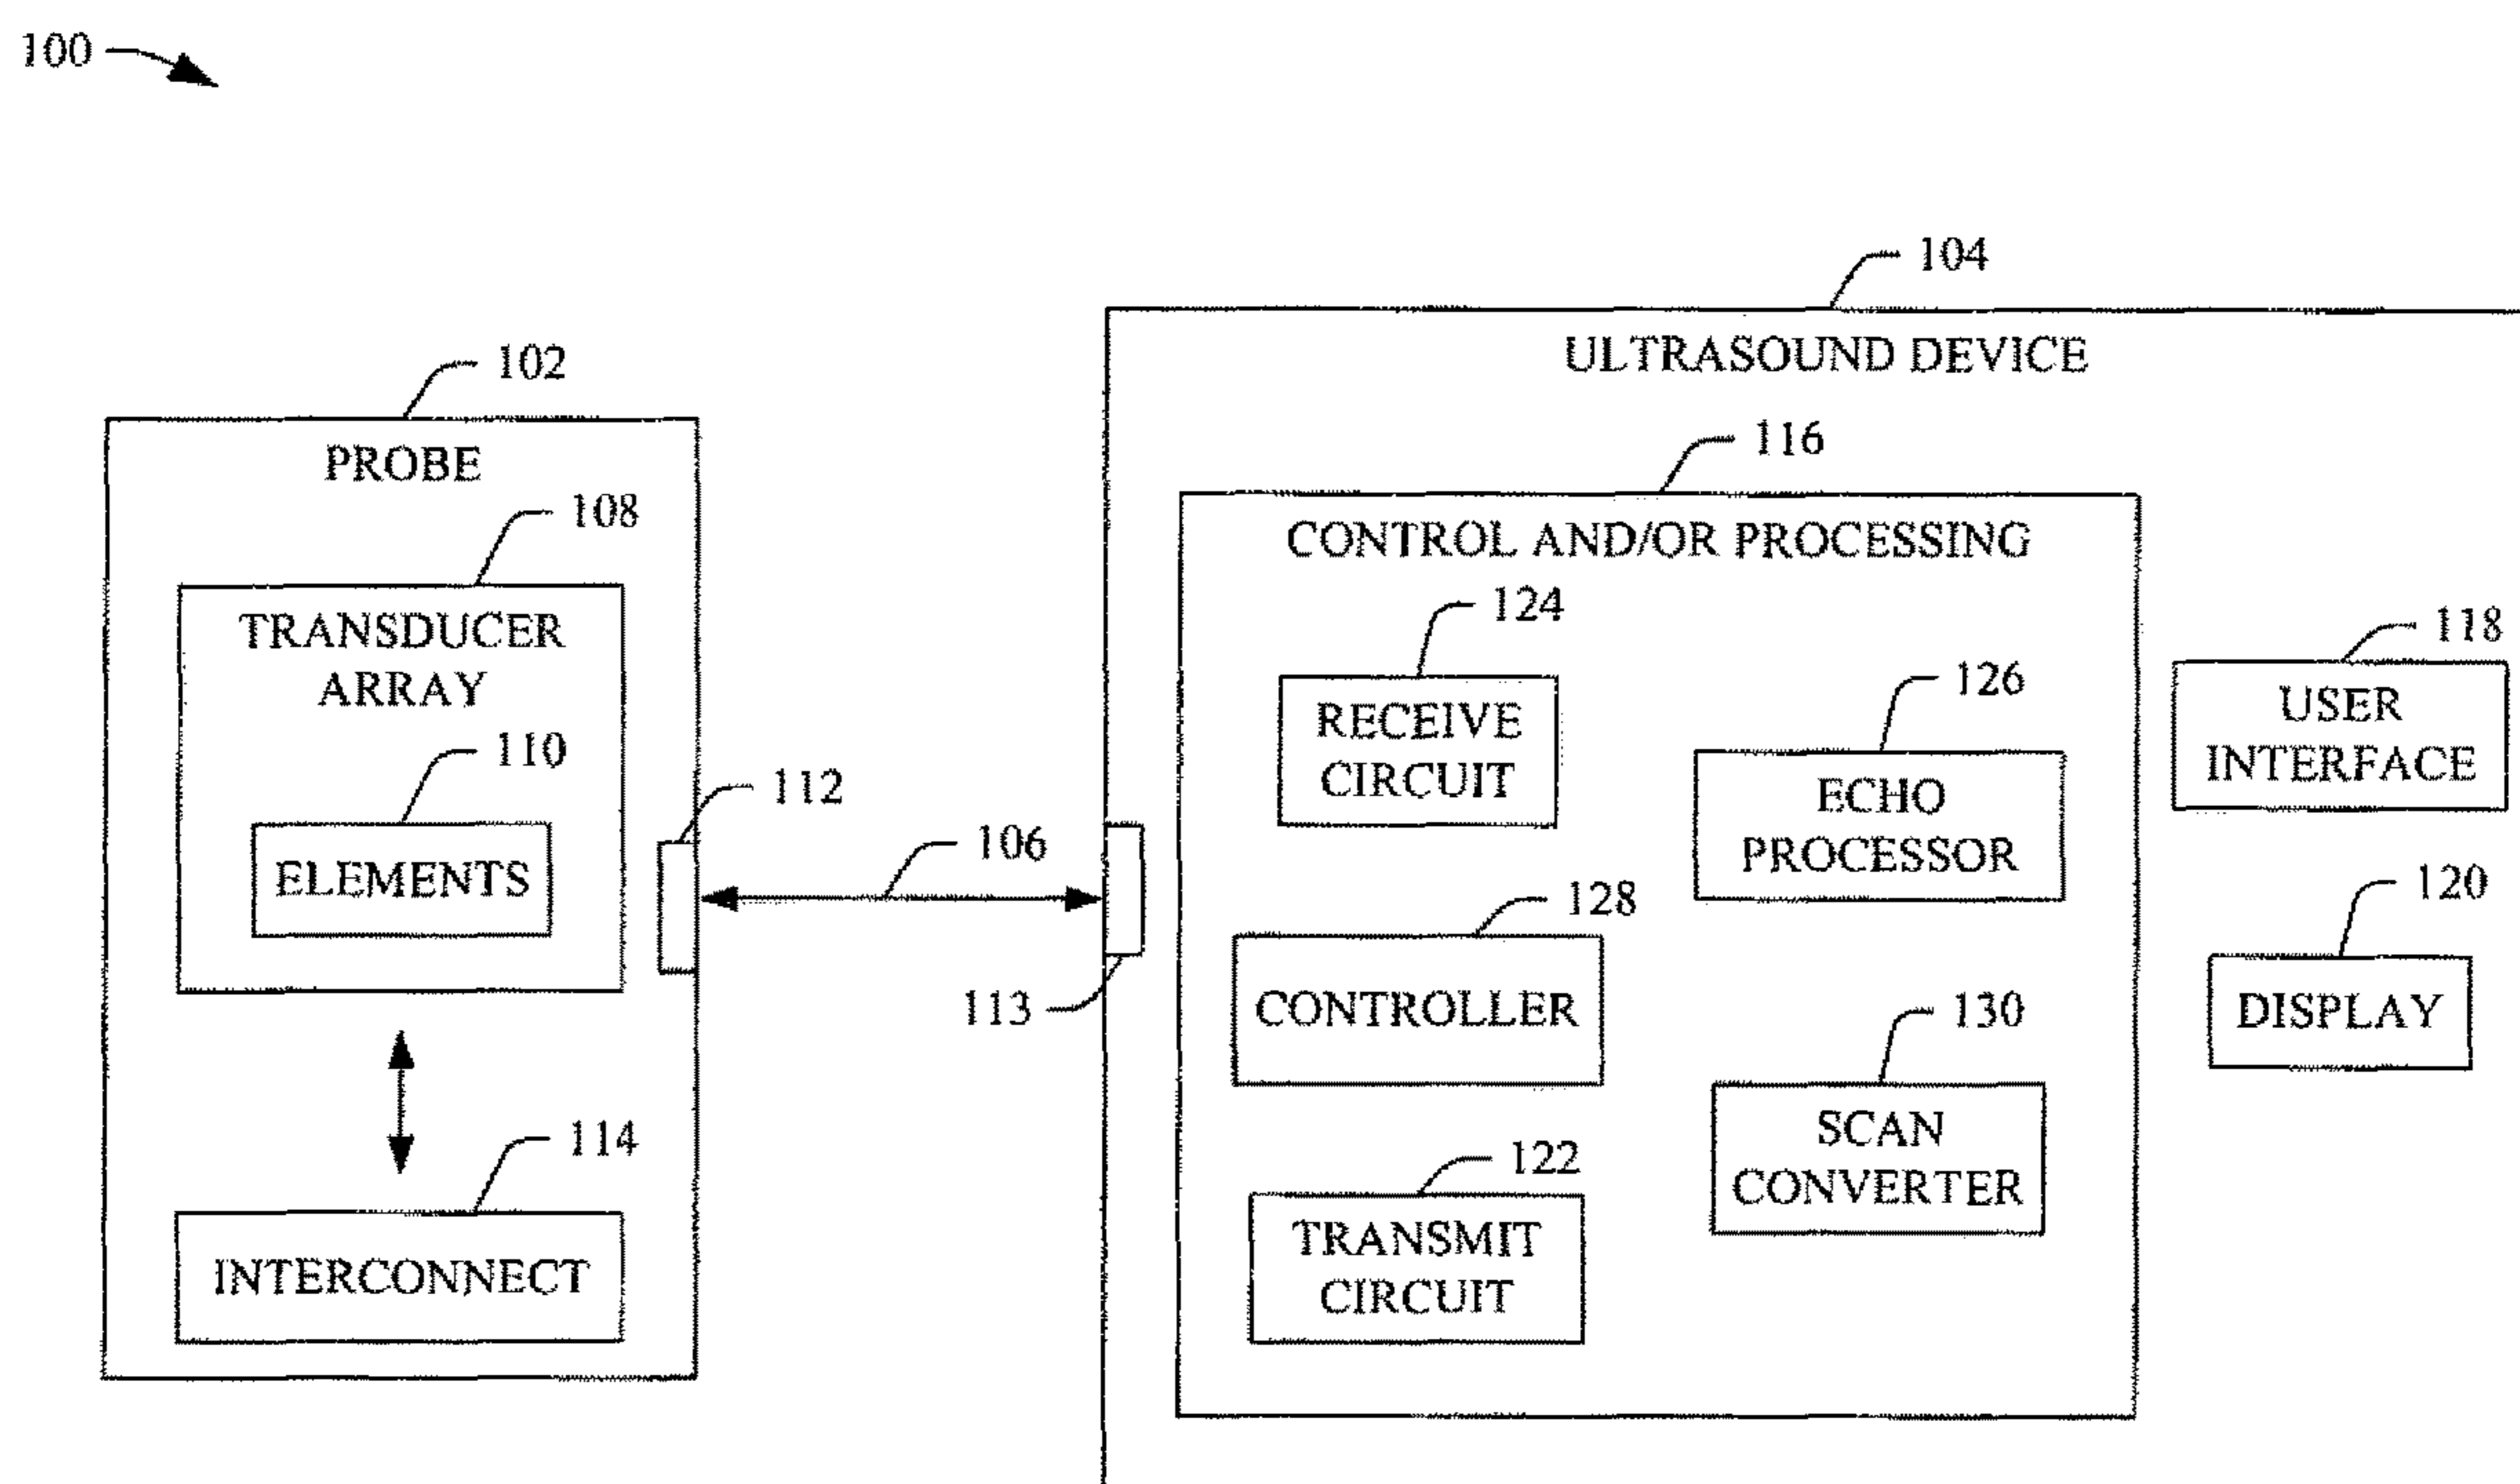 100
104
ULTRASOUND DEVICE
102
PROBE
116
CONTROL AND/OR PROCESSING
108
TRANSDUCER
ARRAY
110
ELEMENTS
112
106
113
114
INTERCONNECT
124
RECEIVE
CIRCUIT
126
ECHO
PROCESSOR
128
CONTROLLER
130
SCAN
CONVERTER
122
TRANSMIT
CIRCUIT
118
USER
INTERFACE
120
DISPLAY